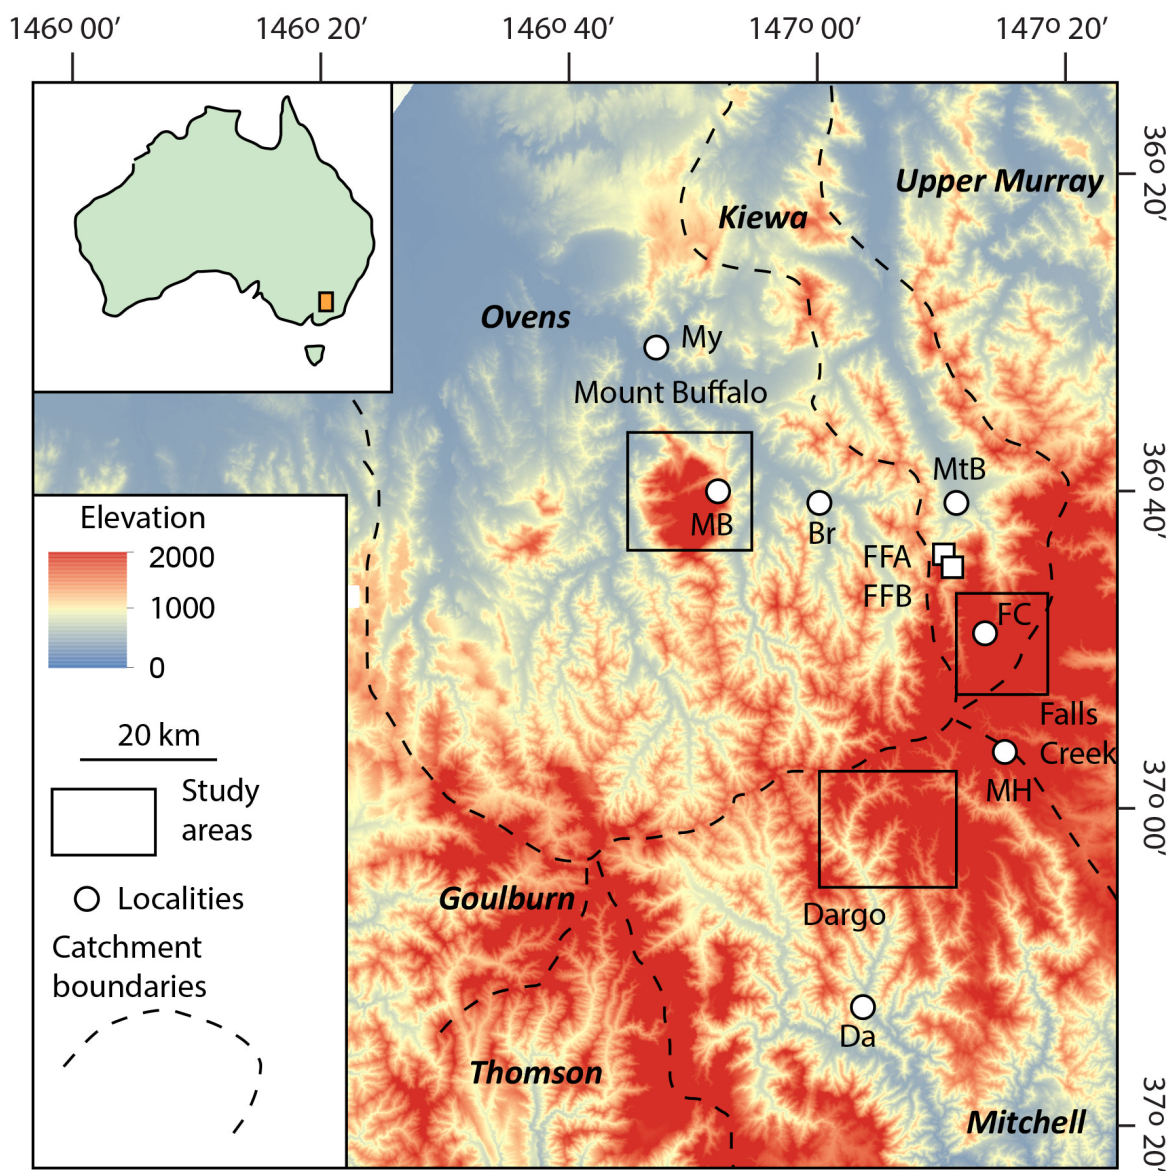 146o 00’
146o 20’
146o 40’
147o 00’
147o 20’
36o 20’
Upper Murray
Kiewa
Ovens
My
Mount Buffalo
MtB
36o 40’
MB
Br
Elevation
2000
1000
0
FFA
FFB
FC
Falls
Creek
20 km
MH
Study
areas
37o 00’
Localities
Goulburn
Dargo
Catchment
boundaries
Da
Thomson
Mitchell
37o 20’